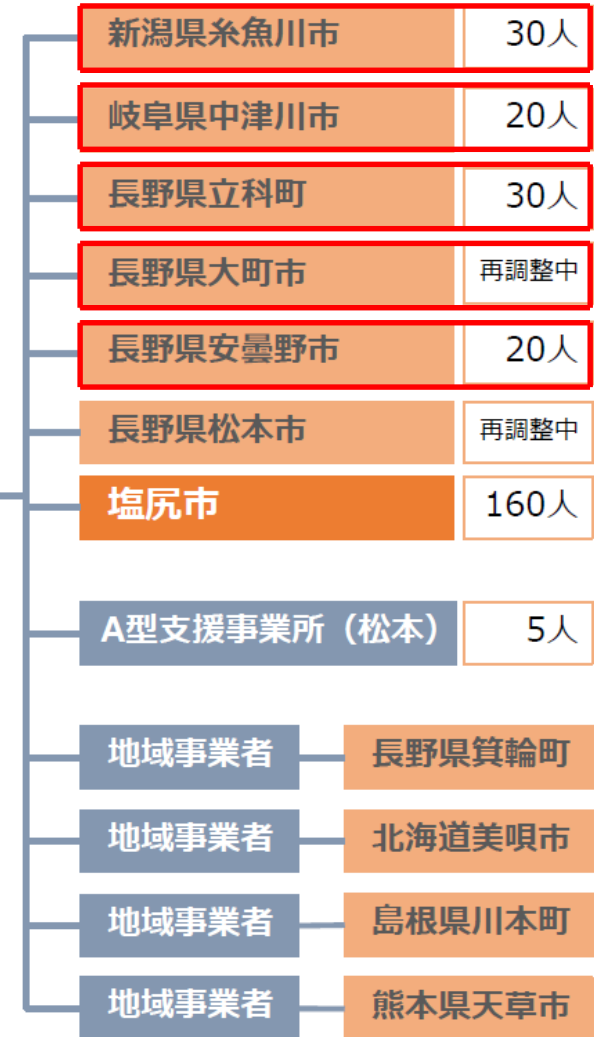 新潟県糸魚川市 30人
岐阜県中津川市 20人
長野県立科町 30人
長野県大町市 再調整中
長野県安曇野市 20人
長野県松本市 再調整中
塩尻市 160人
A型支援事業所（松本） 5人
地域事業者 長野県箕輪町
地域事業者 北海道美唄市
地域事業者 島根県川本町
地域事業者 熊本県天草市